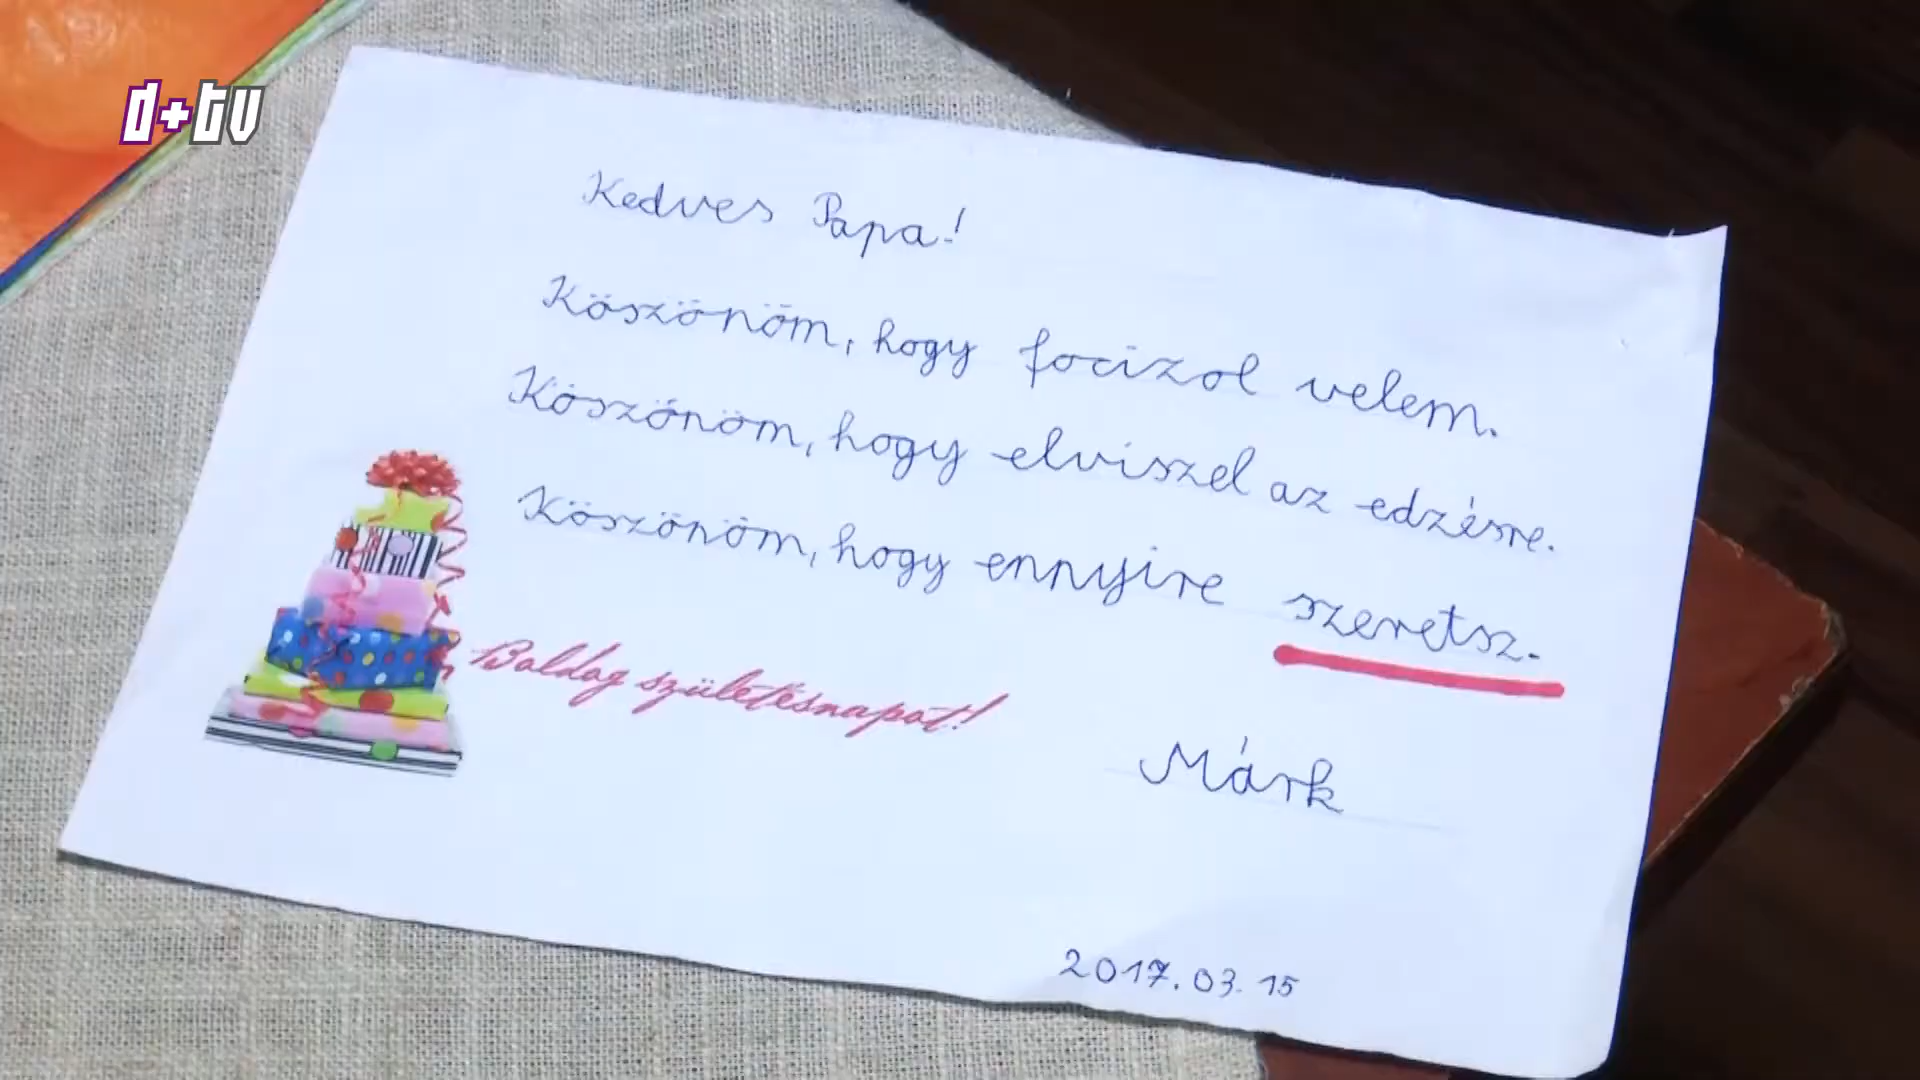 d+tv
Kedves Papa!
Köszönöm, hogy focizol velem.
Köszönöm, hogy elviszel az edzésre.
Köszönöm, hogy ennyire szeretsz.
Boldog születésnapot!
Márk
2017.03.15